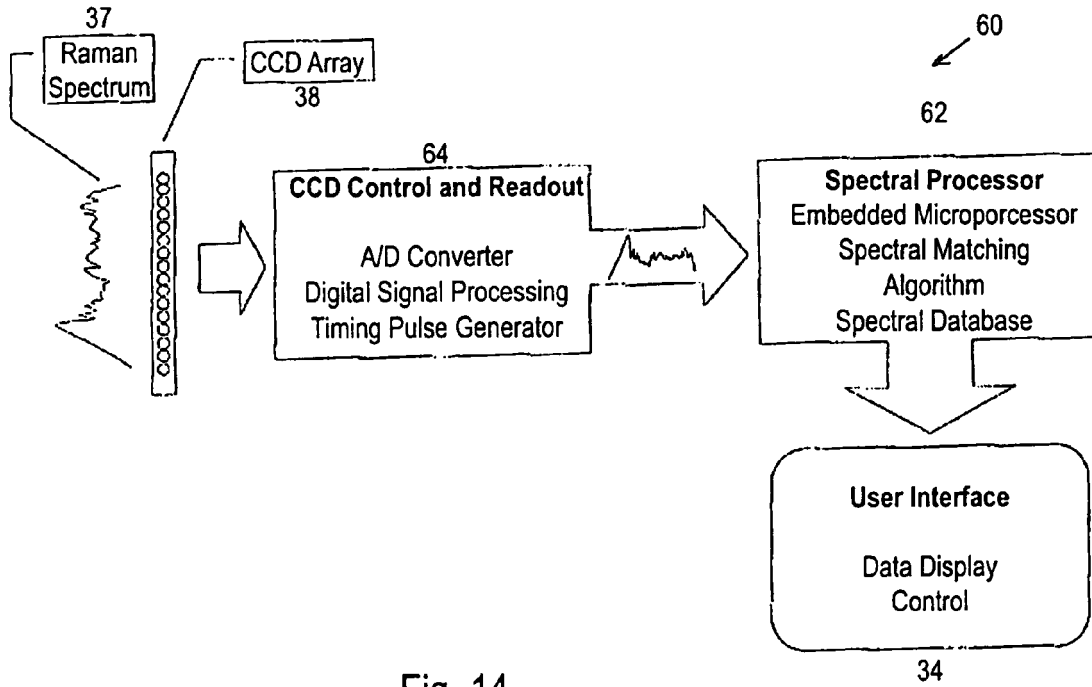 37
Raman
Spectrum
CCD Array
38
60
62
64
CCD Control and Readout
A/D Converter
Digital Signal Processing
Timing Pulse Generator
Spectral Processor
Embedded Microporcessor
Spectral Matching
Algorithm
Spectral Database
User Interface
Data Display
Control
34
Fig. 14